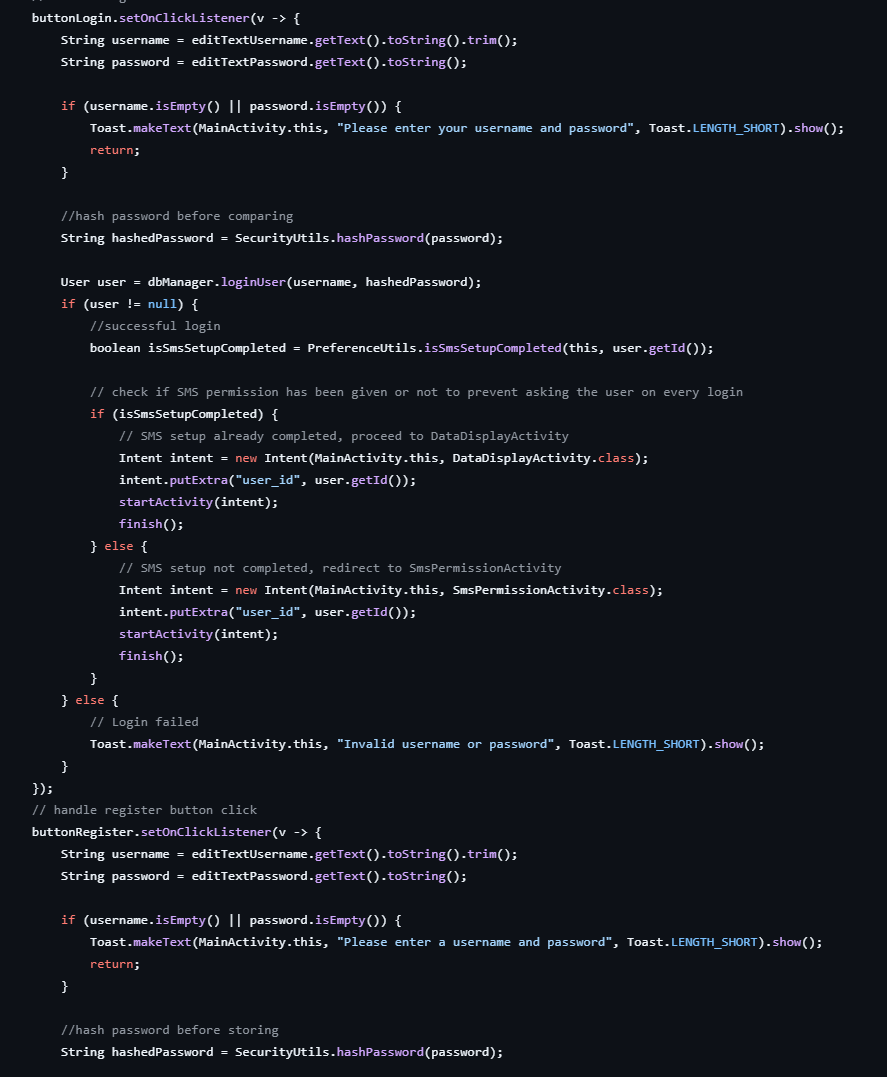 buttonLogin.setOnClickListener(v -> {
    String username = editTextUsername.getText().toString().trim();
    String password = editTextPassword.getText().toString();

    if (username.isEmpty() || password.isEmpty()) {
        Toast.makeText(MainActivity.this, "Please enter your username and password", Toast.LENGTH_SHORT).show();
        return;
    }

    //hash password before comparing
    String hashedPassword = SecurityUtils.hashPassword(password);

    User user = dbManager.loginUser(username, hashedPassword);
    if (user != null) {
        //successful login
        boolean isSmsSetupCompleted = PreferenceUtils.isSmsSetupCompleted(this, user.getId());

        // check if SMS permission has been given or not to prevent asking the user on every login
        if (isSmsSetupCompleted) {
            // SMS setup already completed, proceed to DataDisplayActivity
            Intent intent = new Intent(MainActivity.this, DataDisplayActivity.class);
            intent.putExtra("user_id", user.getId());
            startActivity(intent);
            finish();
        } else {
            // SMS setup not completed, redirect to SmsPermissionActivity
            Intent intent = new Intent(MainActivity.this, SmsPermissionActivity.class);
            intent.putExtra("user_id", user.getId());
            startActivity(intent);
            finish();
        }
    } else {
        // Login failed
        Toast.makeText(MainActivity.this, "Invalid username or password", Toast.LENGTH_SHORT).show();
    }
});
// handle register button click
buttonRegister.setOnClickListener(v -> {
    String username = editTextUsername.getText().toString().trim();
    String password = editTextPassword.getText().toString();

    if (username.isEmpty() || password.isEmpty()) {
        Toast.makeText(MainActivity.this, "Please enter a username and password", Toast.LENGTH_SHORT).show();
        return;
    }

    //hash password before storing
    String hashedPassword = SecurityUtils.hashPassword(password);